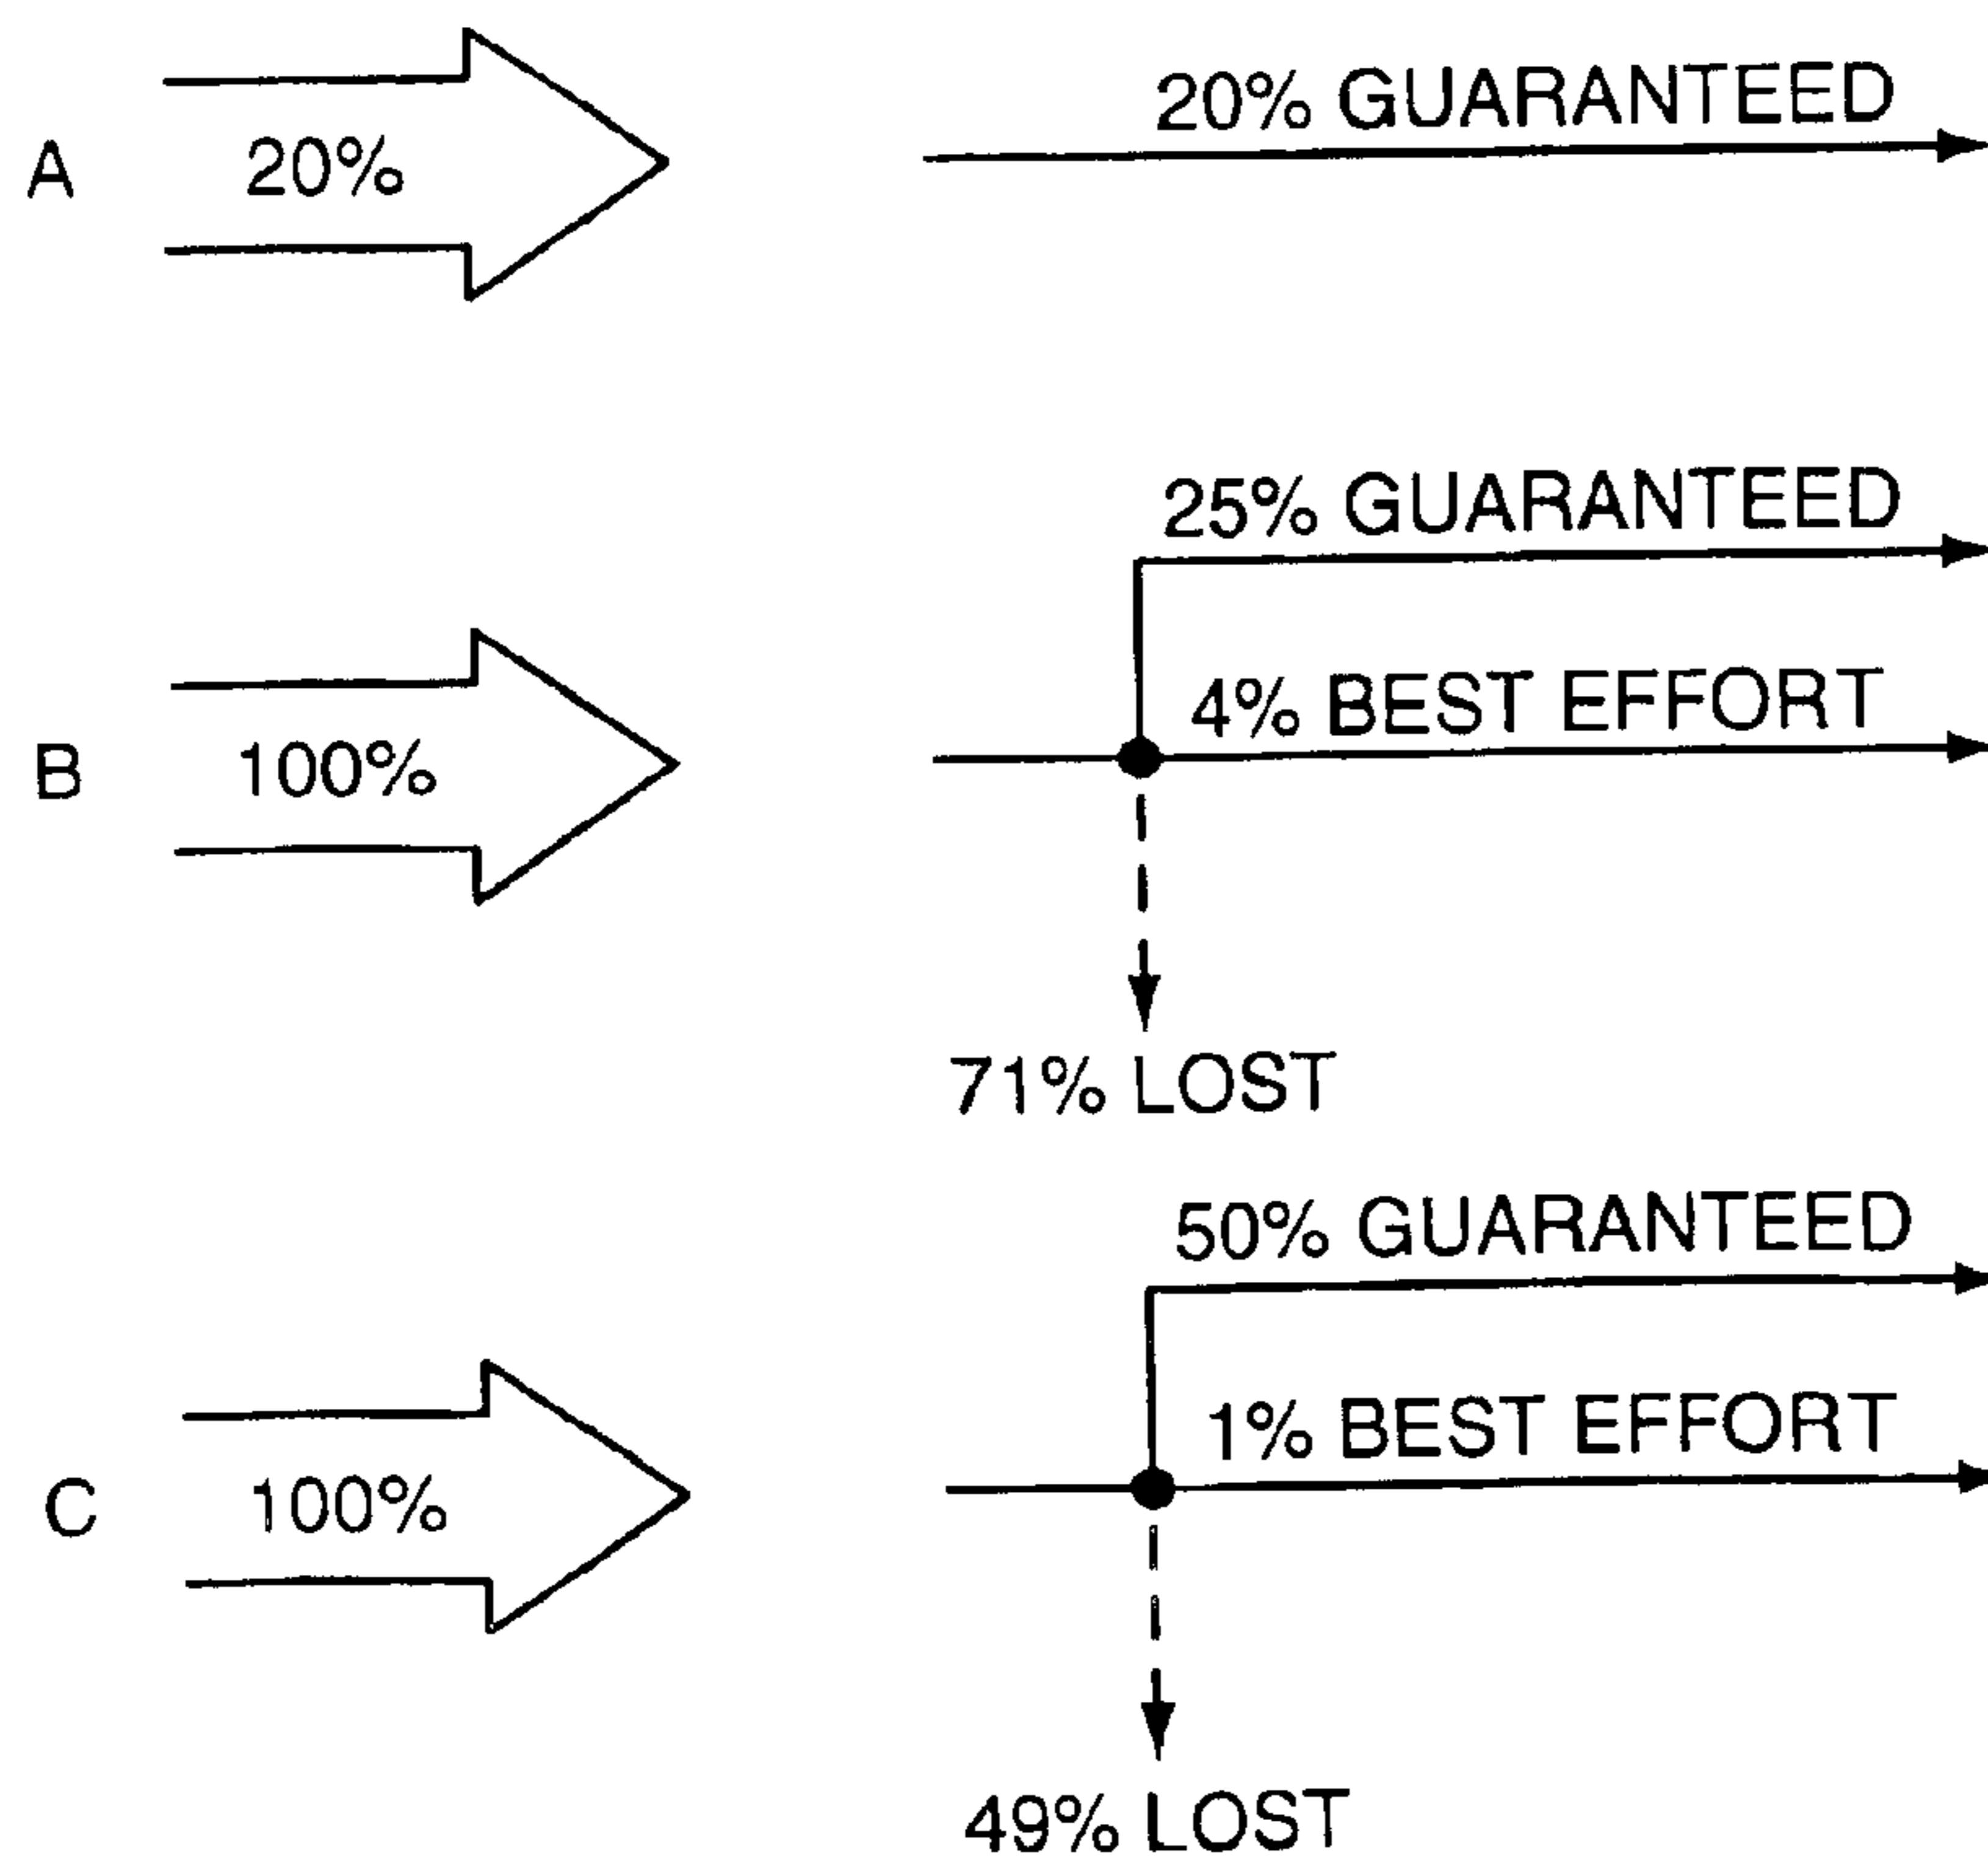 20% GUARANTEED
A
20%
25% GUARANTEED
4% BEST EFFORT
B
100%
71% LOST
50% GUARANTEED
1% BEST EFFORT
C
100%
49% LOST